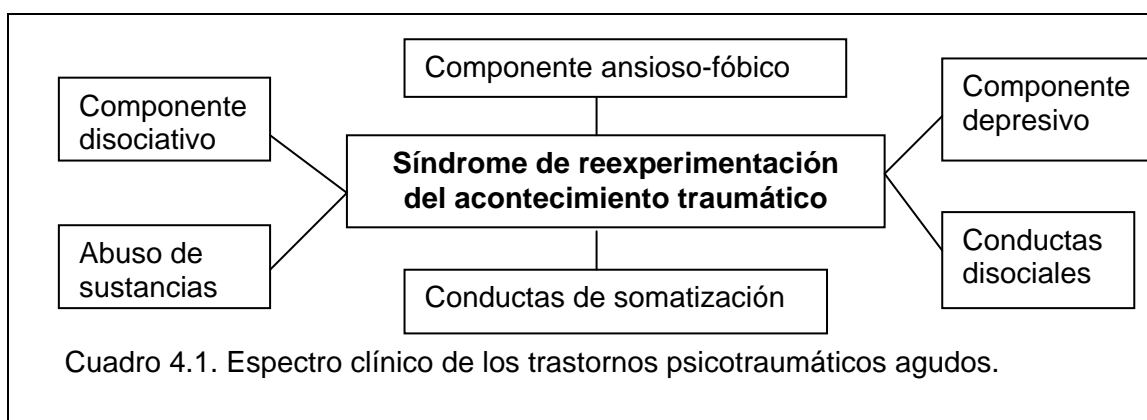 Componente ansioso-fóbico
Componente
disociativo
Componente
depresivo
Síndrome de reexperimentación
del acontecimiento traumático
Abuso de
sustancias
Conductas
disociales
Conductas de somatización
Cuadro 4.1. Espectro clínico de los trastornos psicotraumáticos agudos.